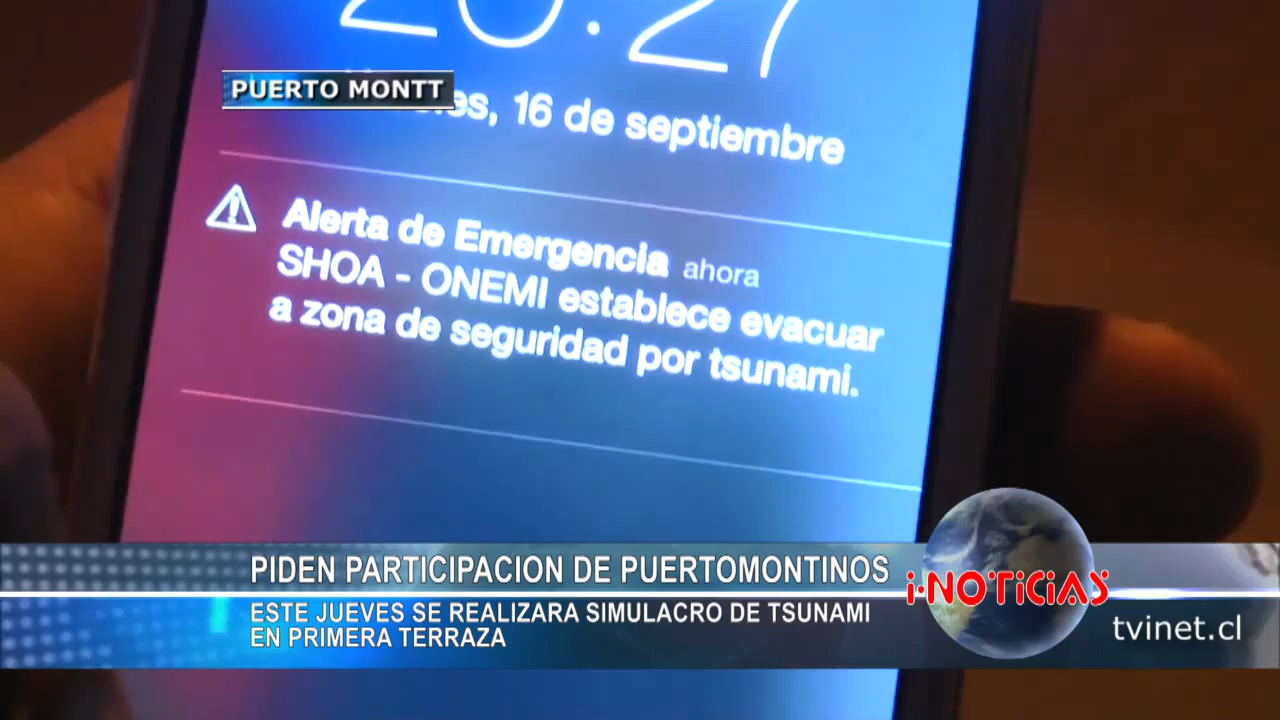 20:27
PUERTO MONTT
16 de septiembre
Alerta de Emergencia ahora
SHOA - ONEMI establece evacuar
a zona de seguridad por tsunami.
PIDEN PARTICIPACION DE PUERTOMONTINOS
ESTE JUEVES SE REALIZARA SIMULACRO DE TSUNAMI
EN PRIMERA TERRAZA
i-NOTICIAS
tvinet.cl